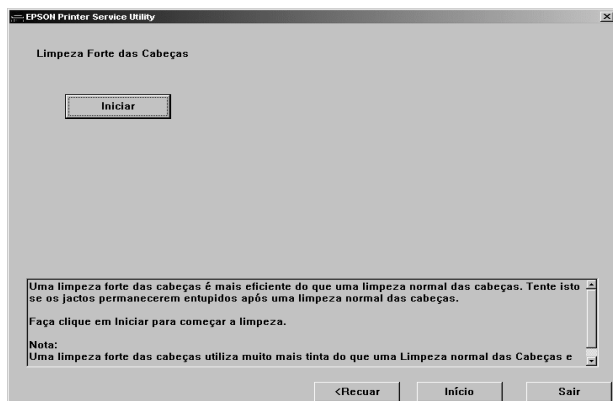 EPSON Printer Service Utility
Limpeza Forte das Cabeças
Iniciar
Uma limpeza forte das cabeças é mais eficiente do que uma limpeza normal das cabeças. Tente isto
se os jactos permanecerem entupidos após uma limpeza normal das cabeças.
Faça clique em Iniciar para começar a limpeza.
Nota:
Uma limpeza forte das cabeças utiliza muito mais tinta do que uma Limpeza normal das Cabeças e
<Recuar
Início
Sair